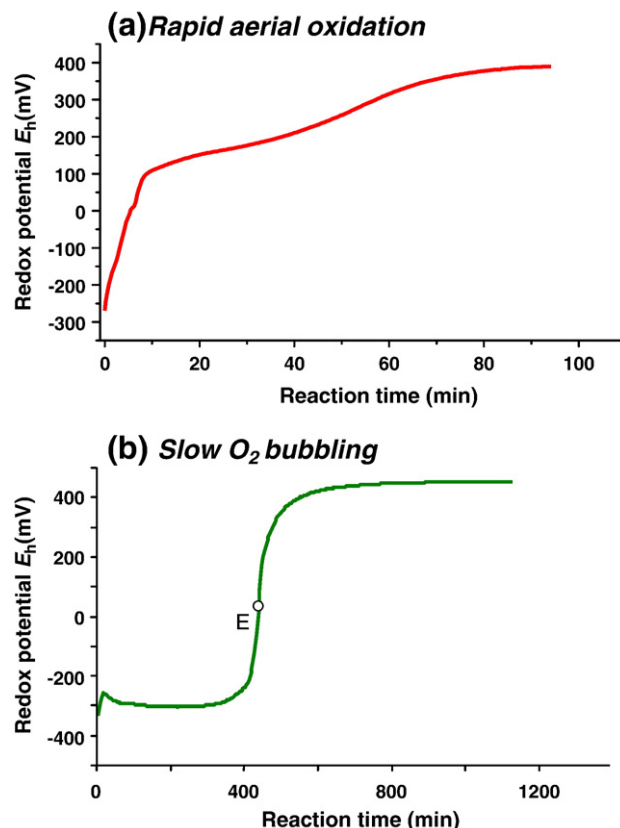 (a) Rapid aerial oxidation
Redox potential Eh(mV)
400
300
200
100
0
-100
-200
-300
0 20 40 60 80 100
Reaction time (min)
(b) Slow O2 bubbling
Redox potential Eh(mV)
400
200
0
-200
-400
E
0 400 800 1200
Reaction time (min)